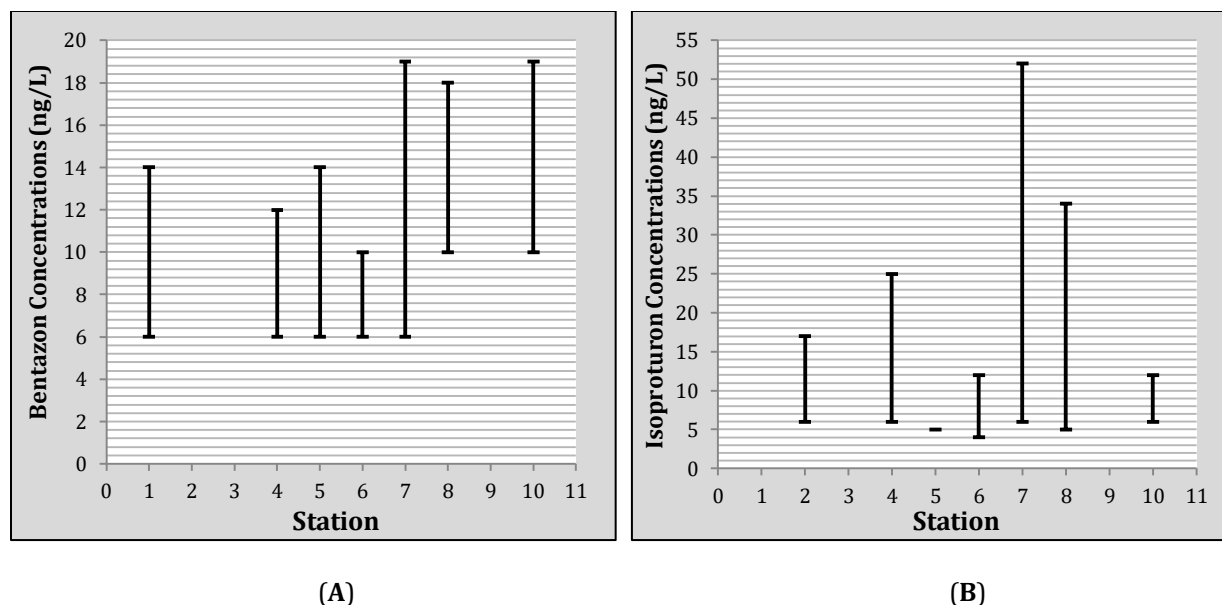 20
18
16
14
12
10
8
6
4
2
0
0 1 2 3 4 5 6 7 8 9 10 11
Bentazon Concentrations (ng/L)
Station
55
50
45
40
35
30
25
20
15
10
5
0
0 1 2 3 4 5 6 7 8 9 10 11
Isoproturon Concentrations (ng/L)
Station
(A)
(B)